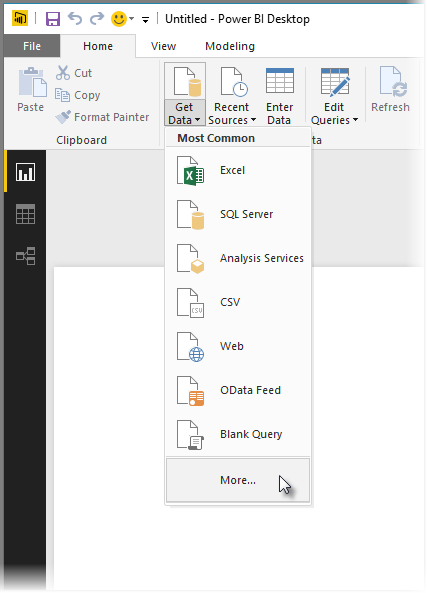 Untitled - Power BI Desktop
File
Home
View
Modeling
Paste
Cut
Copy
Format Painter
Clipboard
Get
Data
Recent
Sources
Enter
Data
Edit
Queries
Refresh
ta
Most Common
Excel
SQL Server
Analysis Services
CSV
CSV
Web
OData Feed
Blank Query
More...